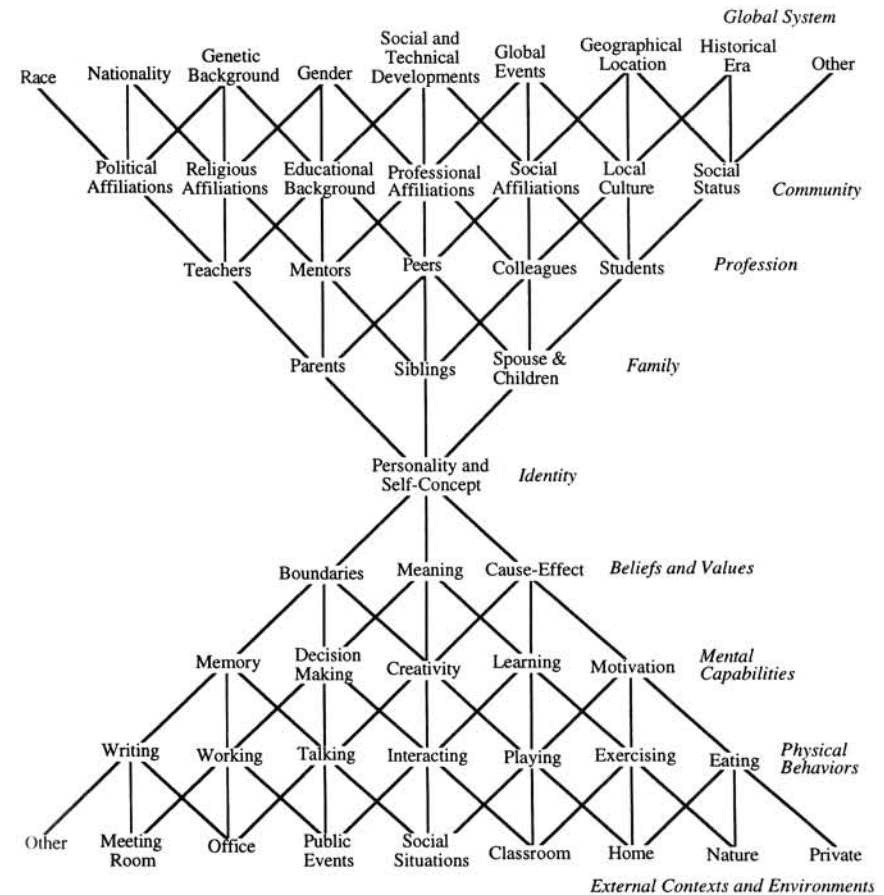 Global System
Race
Nationality
Genetic
Background
Gender
Social and
Technical
Developments
Global
Events
Geographical
Location
Historical
Era
Other
Political
Affiliations
Religious
Affiliations
Educational
Background
Professional
Affiliations
Social
Affiliations
Local
Culture
Social
Status
Community
Teachers
Mentors
Peers
Colleagues
Students
Profession
Parents
Siblings
Spouse &
Children
Family
Personality and
Self-Concept
Identity
Boundaries
Meaning
Cause-Effect
Beliefs and Values
Memory
Decision
Making
Creativity
Learning
Motivation
Mental
Capabilities
Writing
Working
Talking
Interacting
Playing
Exercising
Eating
Physical
Behaviors
Other
Meeting
Room
Office
Public
Events
Social
Situations
Classroom
Home
Nature
Private
External Contexts and Environments